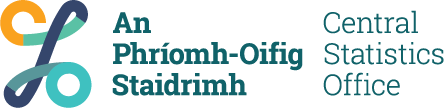 An
Phríomh-Oifig
Staidrimh
Central
Statistics
Office